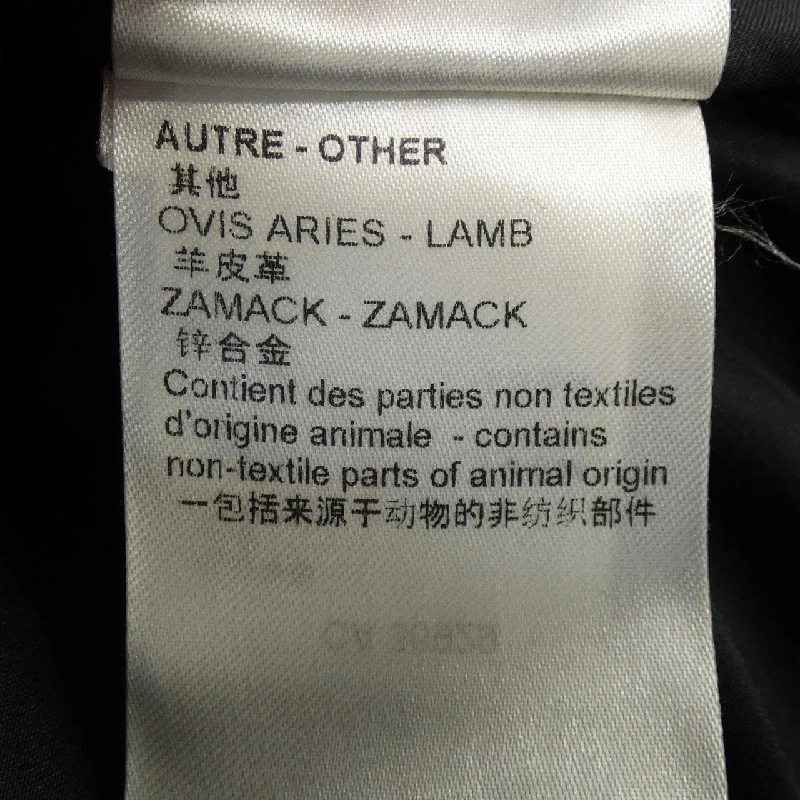 AUTRE - OTHER
其他
OVIS ARIES - LAMB
羊皮革
ZAMACK - ZAMACK
锌合金
Contient des parties non textiles
d'origine animale - contains
non-textile parts of animal origin
一包括来源于动物的非纺织部件